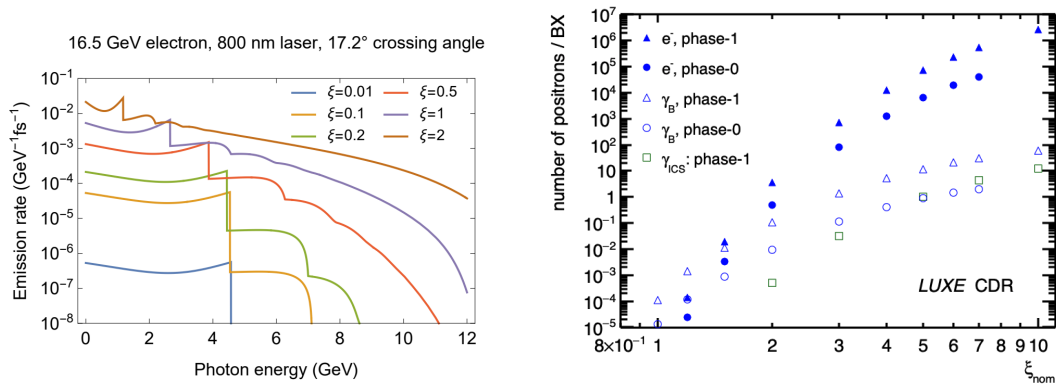 16.5 GeV electron, 800 nm laser, 17.2° crossing angle
Emission rate (GeV⁻¹fs⁻¹)
10⁻¹
10⁻²
10⁻³
10⁻⁴
10⁻⁵
10⁻⁶
10⁻⁷
10⁻⁸
ξ=0.01 ξ=0.5
ξ=0.1 ξ=1
ξ=0.2 ξ=2
0 2 4 6 8 10 12
Photon energy (GeV)
number of positrons / BX
10⁷
10⁶
10⁵
10⁴
10³
10²
10
1
10⁻¹
10⁻²
10⁻³
10⁻⁴
10⁻⁵
e⁻, phase-1
e⁻, phase-0
γ_B, phase-1
γ_B, phase-0
γ_ICS: phase-1
LUXE CDR
8×10⁻¹ 1 2 3 4 5 6 7 8 9 10
ξ_nom